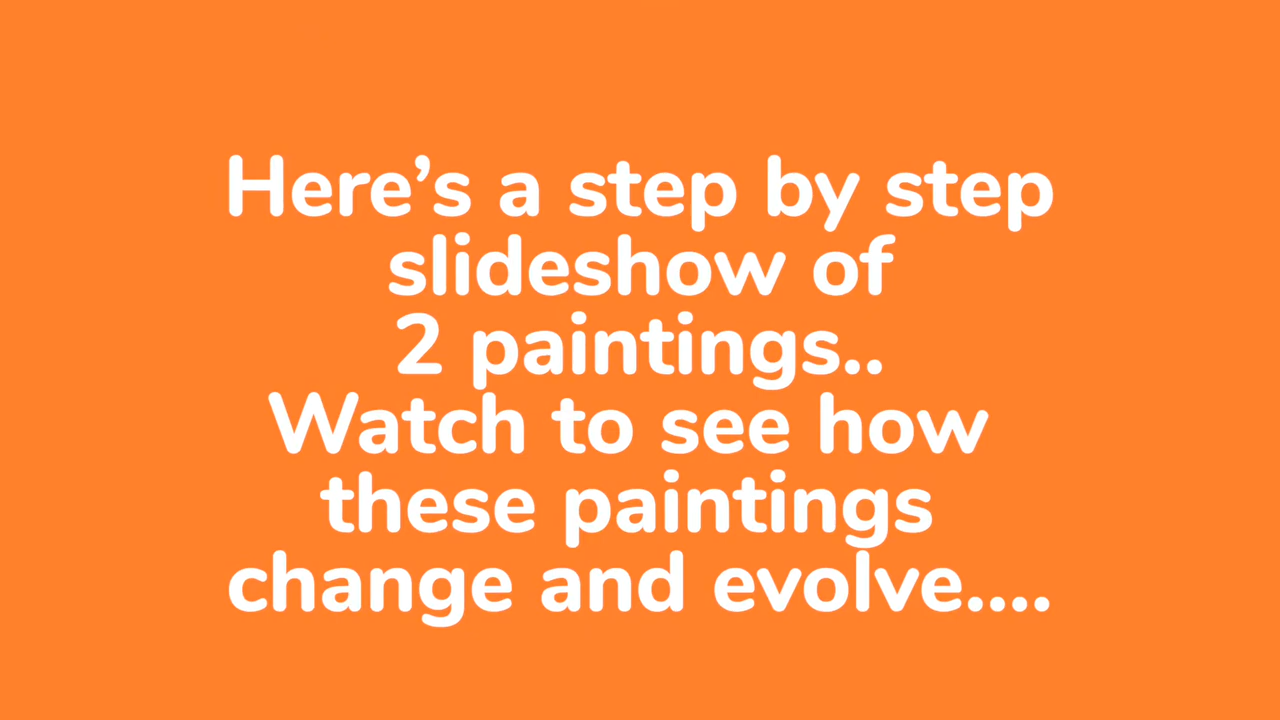 Here’s a step by step
slideshow of
2 paintings..
Watch to see how
these paintings
change and evolve....